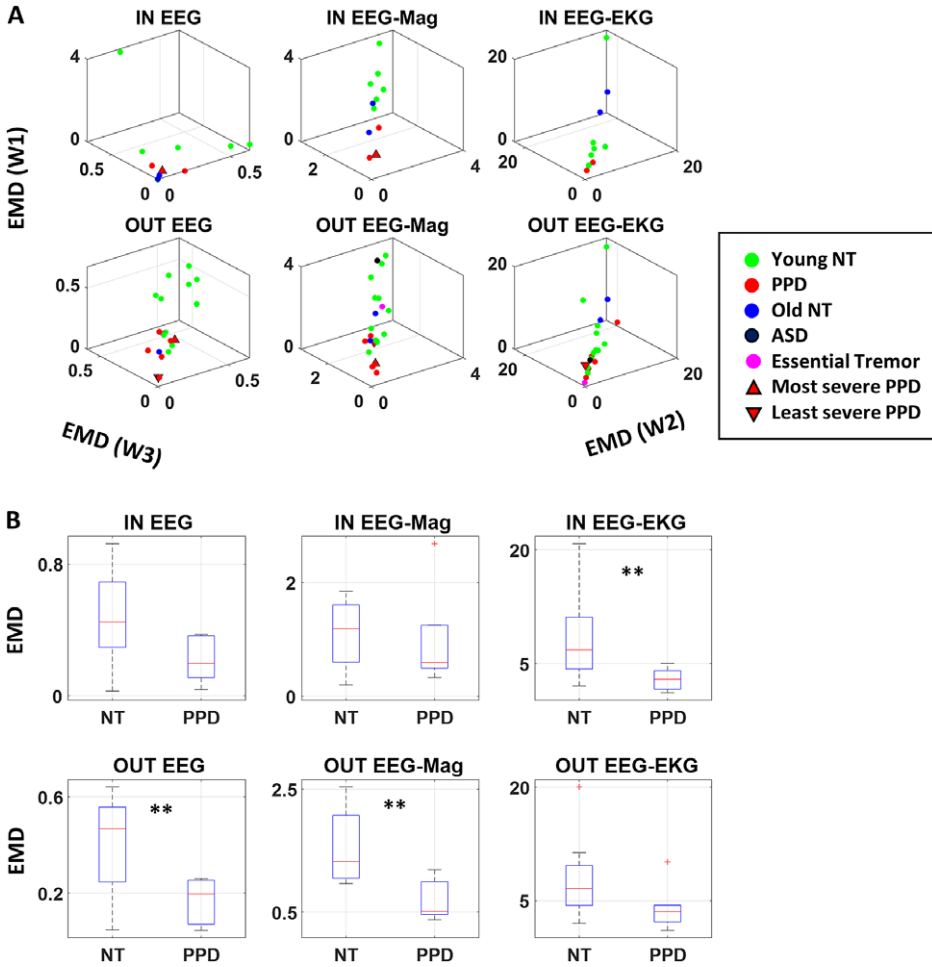 A
IN EEG
IN EEG-Mag
IN EEG-EKG
EMD (W1)
4
0
0.5
0 0
0.5
4
0
2
0 0
4
20
0
20
0 0
20
OUT EEG
OUT EEG-Mag
OUT EEG-EKG
0.5
0
0.5
0 0
0.5
4
0
2
0 0
4
20
0
20
0 0
20
EMD (W3)
EMD (W2)
Young NT
PPD
Old NT
ASD
Essential Tremor
Most severe PPD
Least severe PPD
B
IN EEG
IN EEG-Mag
IN EEG-EKG
EMD
0.8
0
NT PPD
2
0
NT PPD
20
5
**
NT PPD
OUT EEG
OUT EEG-Mag
OUT EEG-EKG
EMD
0.6
0.2
**
NT PPD
2.5
0.5
**
NT PPD
20
5
NT PPD